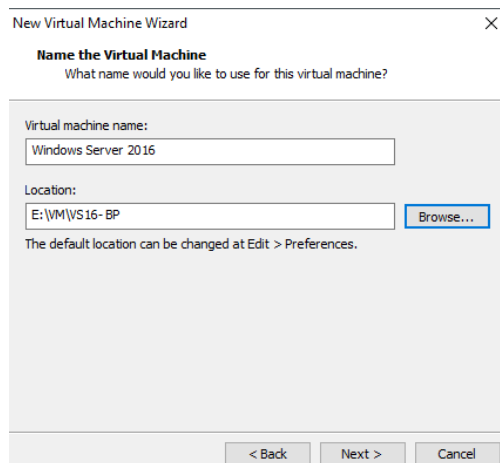 New Virtual Machine Wizard
Name the Virtual Machine
What name would you like to use for this virtual machine?
Virtual machine name:
Windows Server 2016
Location:
E:\VM\VS16-BP
Browse...
The default location can be changed at Edit > Preferences.
< Back Next > Cancel